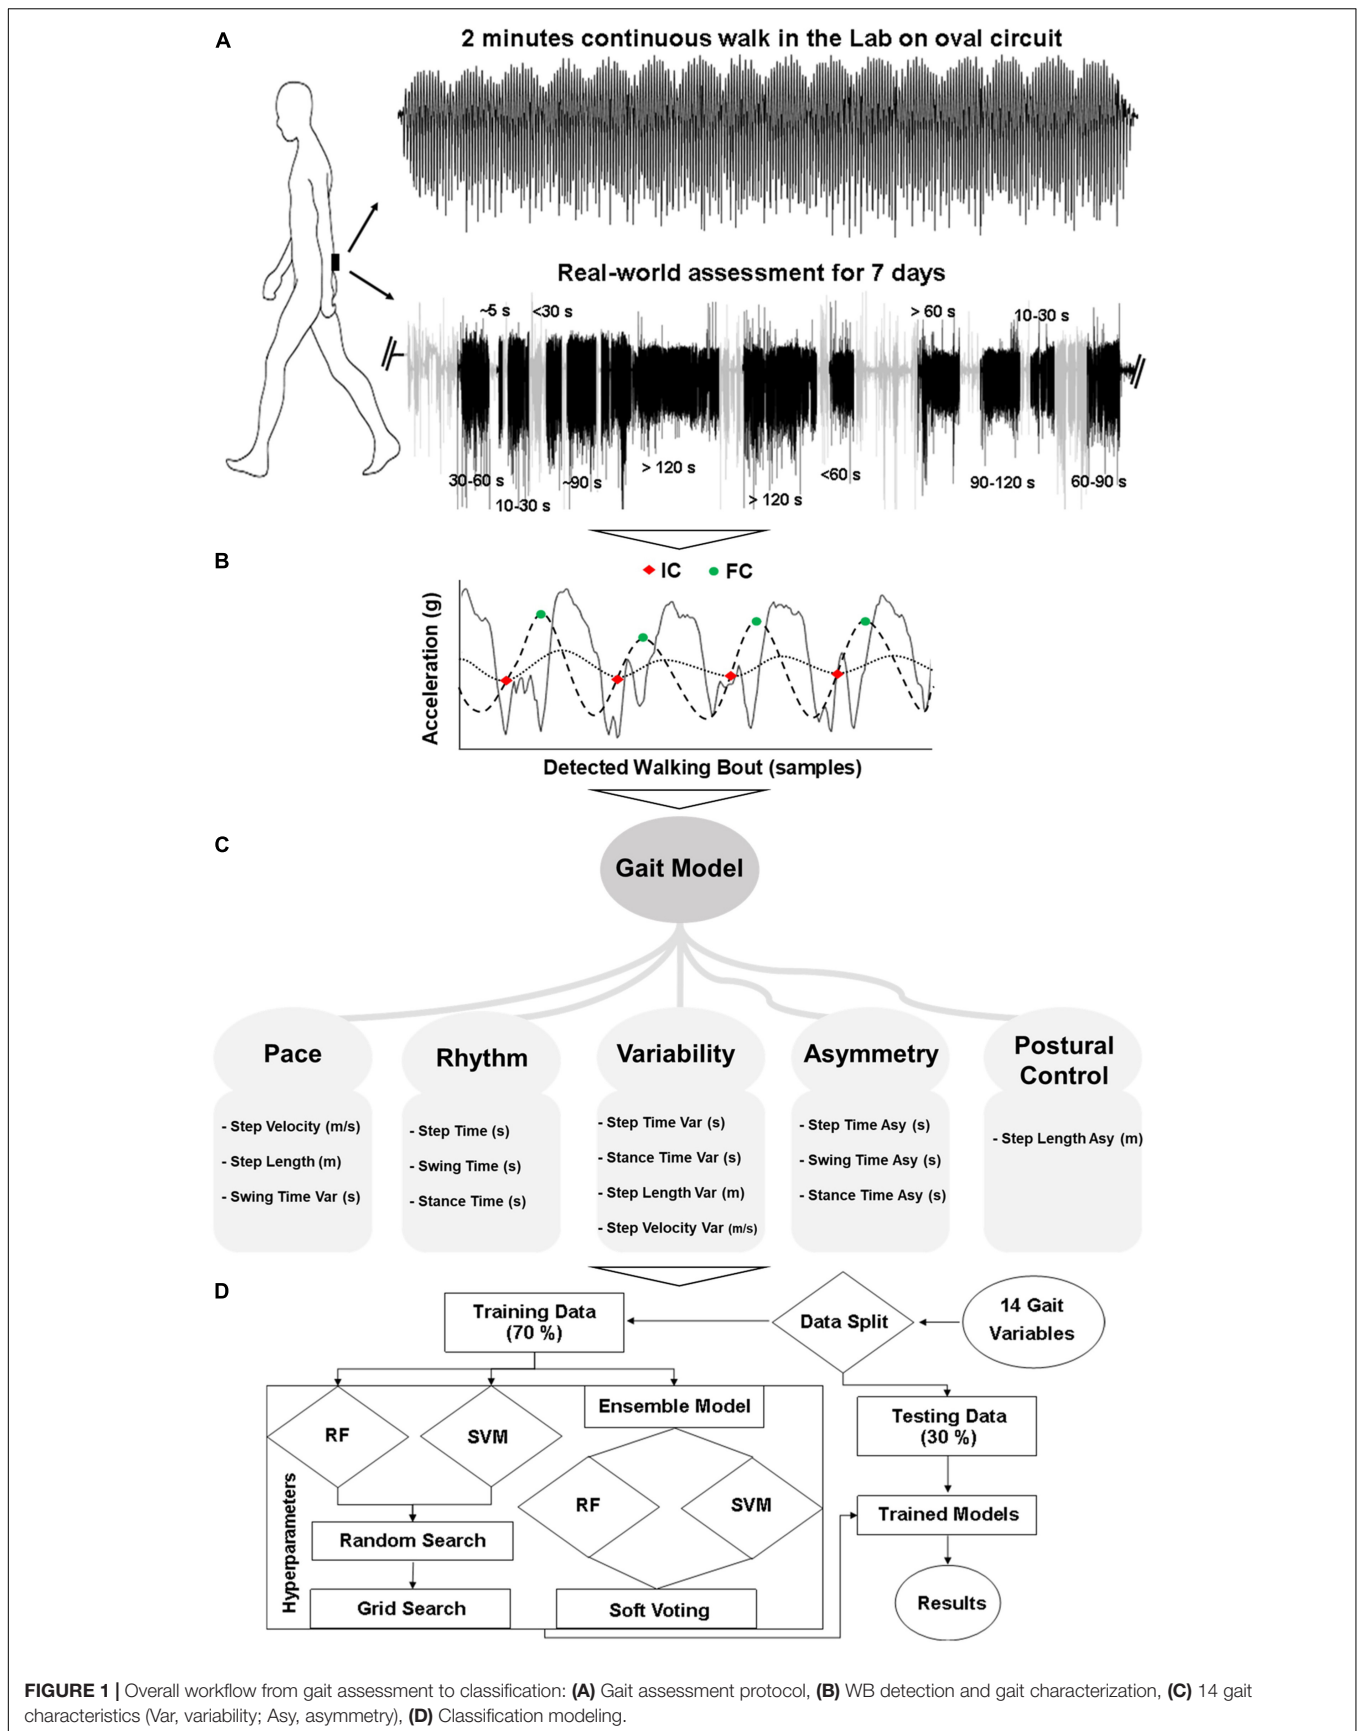 A
2 minutes continuous walk in the Lab on oval circuit
Real-world assessment for 7 days
~5 s
<30 s
> 60 s
10-30 s
30-60 s
10-30 s
~90 s
> 120 s
> 120 s
<60 s
90-120 s
60-90 s
B
IC
FC
Acceleration (g)
Detected Walking Bout (samples)
C
Gait Model
Pace
- Step Velocity (m/s)
- Step Length (m)
- Swing Time Var (s)
Rhythm
- Step Time (s)
- Swing Time (s)
- Stance Time (s)
Variability
- Step Time Var (s)
- Stance Time Var (s)
- Step Length Var (m)
- Step Velocity Var (m/s)
Asymmetry
- Step Time Asy (s)
- Swing Time Asy (s)
- Stance Time Asy (s)
Postural
Control
- Step Length Asy (m)
D
14 Gait
Variables
Data Split
Training Data
(70 %)
RF
SVM
Ensemble Model
RF
SVM
Hyperparameters
Random Search
Grid Search
Soft Voting
Testing Data
(30 %)
Trained Models
Results
FIGURE 1 | Overall workflow from gait assessment to classification: (A) Gait assessment protocol, (B) WB detection and gait characterization, (C) 14 gait
characteristics (Var, variability; Asy, asymmetry), (D) Classification modeling.